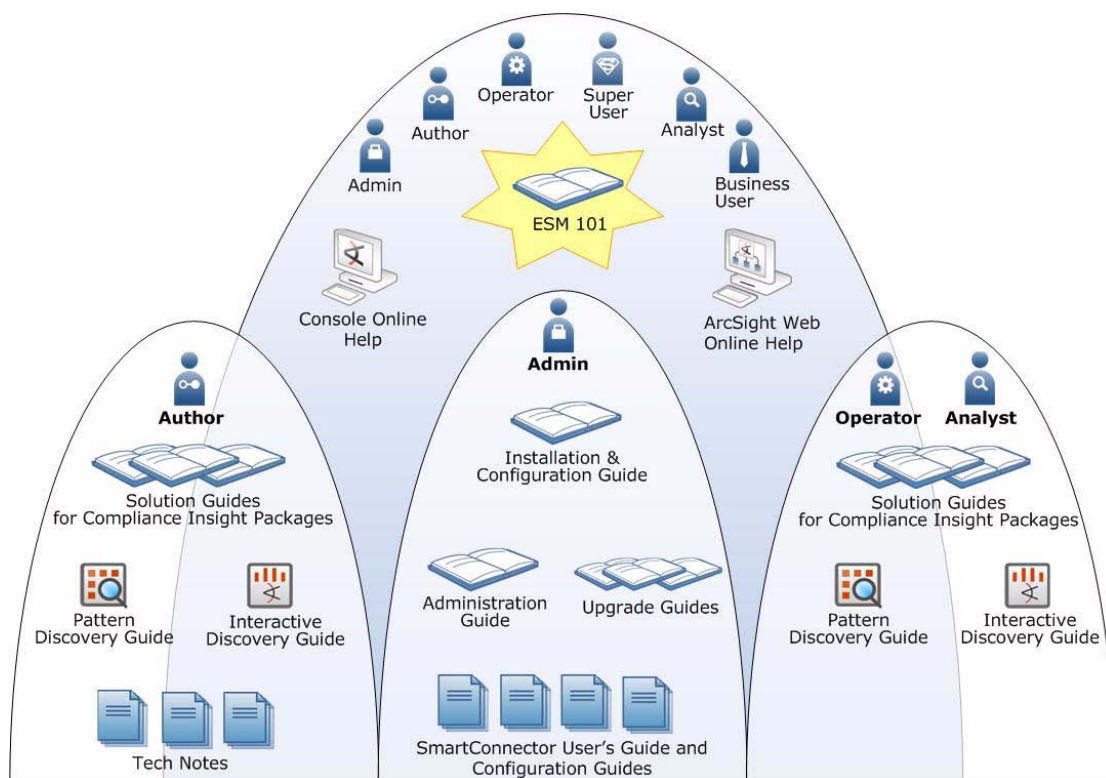 Operator
Super
User
Author
Analyst
Admin
Business
User
ESM 101
Console Online
Help
ArcSight Web
Online Help
Admin
Author
Operator
Analyst
Installation &
Configuration Guide
Solution Guides
for Compliance Insight Packages
Solution Guides
for Compliance Insight Packages
Administration
Guide
Upgrade Guides
Pattern
Discovery Guide
Interactive
Discovery Guide
Pattern
Discovery Guide
Interactive
Discovery Guide
Tech Notes
SmartConnector User's Guide and
Configuration Guides